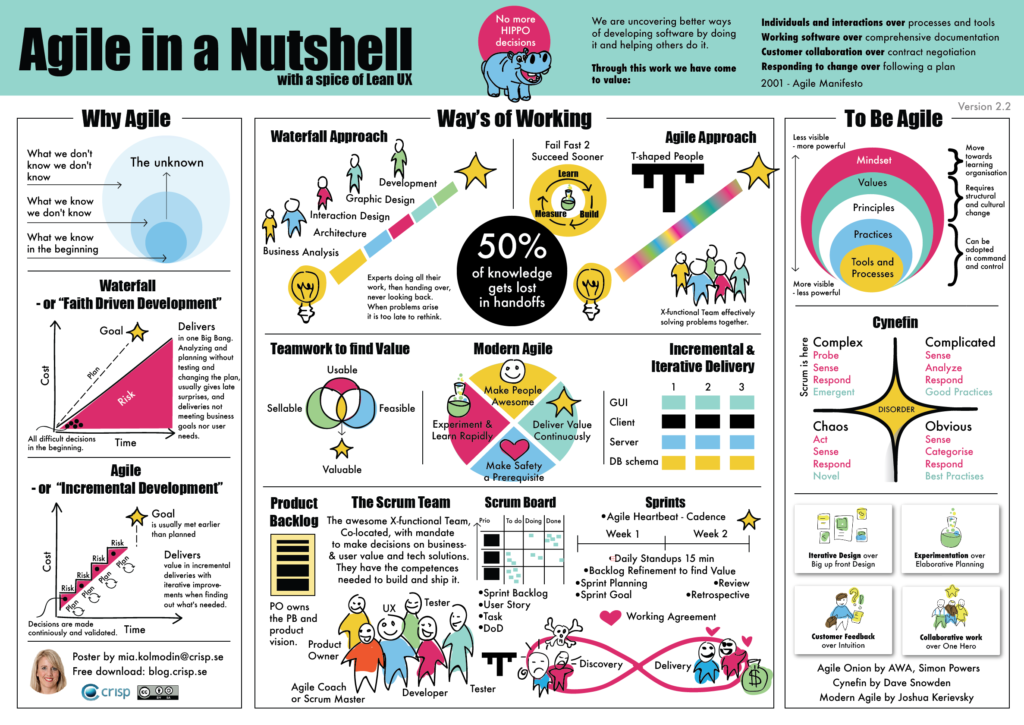 Agile in a Nutshell
with a spice of Lean UX
No more
HIPPO
decisions
We are uncovering better ways
of developing software by doing
it and helping others do it.
Through this work we have come
to value:
Individuals and interactions over processes and tools
Working software over comprehensive documentation
Customer collaboration over contract negotiation
Responding to change over following a plan
2001 - Agile Manifesto
Version 2.2
Why Agile
What we don't
know we don't
know
What we know
we don't know
What we know
in the beginning
The unknown
Waterfall
- or “Faith Driven Development”
Cost
Goal
Plan
Risk
Time
All difficult decisions
in the beginning.
Delivers
in one Big Bang.
Analyzing and
planning without
testing and
changing the plan,
usually gives late
surprises, and
deliveries not
meeting business
goals nor user
needs.
Agile
- or “Incremental Development”
Cost
Goal
is usually met earlier
than planned
Risk
Risk
Risk
Risk
Plan
Plan
Plan
Plan
Delivers
value in incremental
deliveries with
iterative improve-
ments when finding
out what's needed.
Decisions are made
continiously and validated.
Time
Poster by mia.kolmodin@crisp.se
Free download: blog.crisp.se
crisp
Way's of Working
Waterfall Approach
Development
Graphic Design
Interaction Design
Architecture
Business Analysis
Experts doing all their
work, then handing over,
never looking back.
When problems arise
it is too late to rethink.
Fail Fast 2
Succeed Sooner
Learn
Measure
Build
50%
of knowledge
gets lost
in handoffs
Agile Approach
T-shaped People
X-functional Team effectively
solving problems together.
Teamwork to find Value
Usable
Sellable
Feasible
Valuable
Modern Agile
Make People
Awesome
Experiment &
Learn Rapidly
Deliver Value
Continuously
Make Safety
a Prerequisite
Incremental &
Iterative Delivery
1 2 3
GUI
Client
Server
DB schema
Product
Backlog
PO owns
the PB and
product
vision.
The Scrum Team
The awesome X-functional Team,
Co-located, with mandate
to make decisions on business-
& user value and tech solutions.
They have the competences
needed to build and ship it.
UX
Tester
Product
Owner
Agile Coach
or Scrum Master
Developer
Tester
Scrum Board
Prio To do Doing Done
•Sprint Backlog
•User Story
•Task
•DoD
Sprints
•Agile Heartbeat - Cadence
Week 1 Week 2
•Daily Standups 15 min
•Backlog Refinement to find Value
•Sprint Planning
•Sprint Goal
•Review
•Retrospective
Working Agreement
Discovery
Delivery
$
To Be Agile
Less visible
- more powerful
More visible
- less powerful
Mindset
Values
Principles
Practices
Tools and
Processes
Move
towards
learning
organisation
Requires
structural
and cultural
change
Can be
adopted
in command
and control
Cynefin
Scrum is here
Complex
Probe
Sense
Respond
Emergent
Complicated
Sense
Analyze
Respond
Good Practices
DISORDER
Chaos
Act
Sense
Respond
Novel
Obvious
Sense
Categorise
Respond
Best Practises
Iterative Design over
Big up front Design
Experimentation over
Elaborative Planning
Customer Feedback
over Intuition
Collaborative work
over One Hero
Agile Onion by AWA, Simon Powers
Cynefin by Dave Snowden
Modern Agile by Joshua Kerievsky